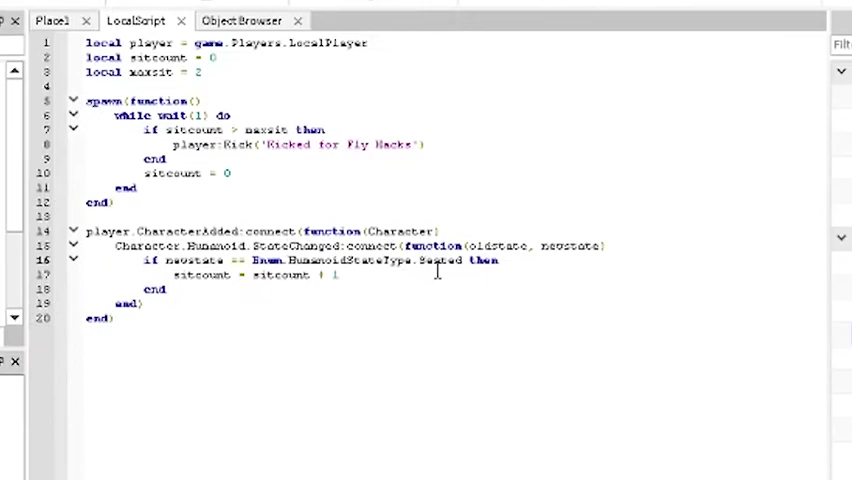 Place1 LocalScript ObjectBrowser
Filt
1 local player = game.Players.LocalPlayer
2 local sitcount = 0
3 local maxsit = 2
4
5 spawn(function()
6 while wait(1) do
7 if sitcount > maxsit then
8 player:Kick('Kicked for Fly Hacks')
9 end
10 sitcount = 0
11 end
12 end)
13
14 player.CharacterAdded:connect(function(Character)
15 Character.Humanoid.StateChanged:connect(function(oldstate, newstate)
16 if newstate == Enum.HumanoidStateType.Seated then
17 sitcount = sitcount + 1
18 end
19 end)
20 end)